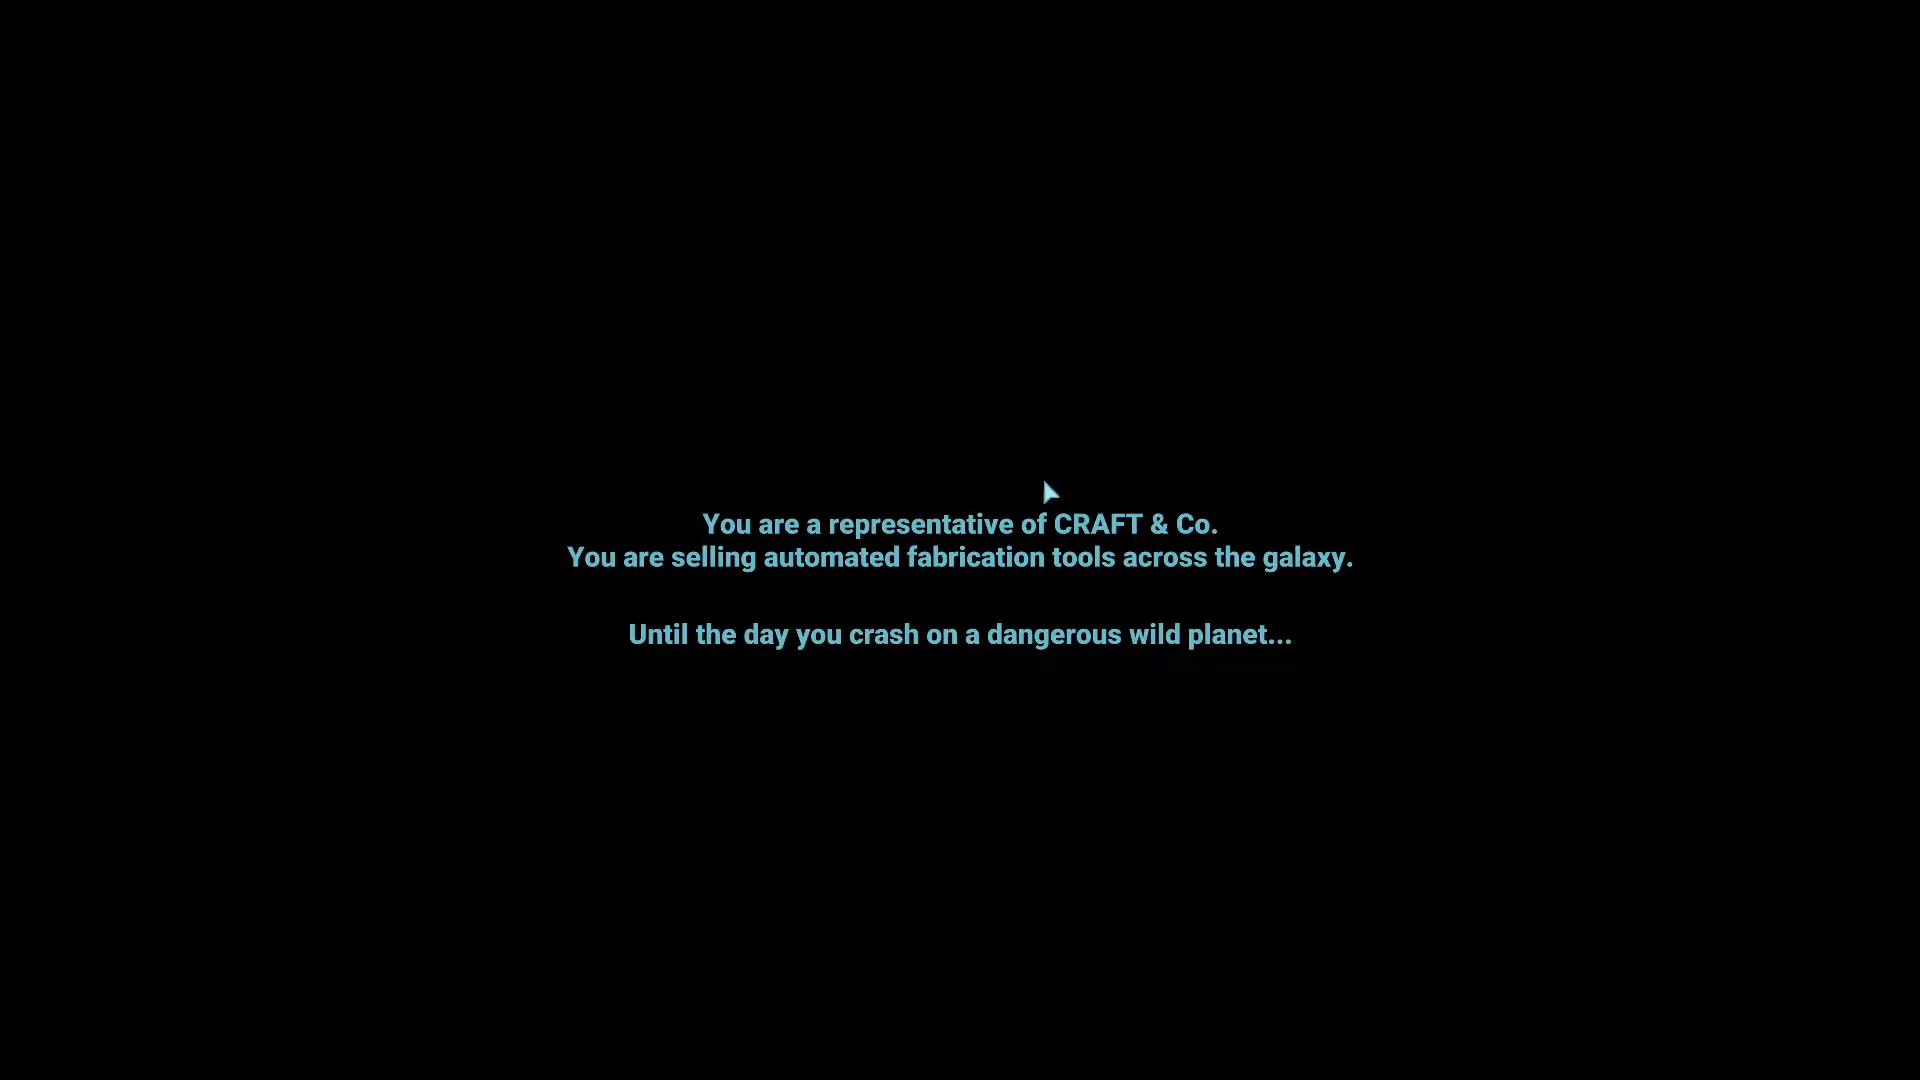 You are a representative of CRAFT & Co.
You are selling automated fabrication tools across the galaxy.
Until the day you crash on a dangerous wild planet...